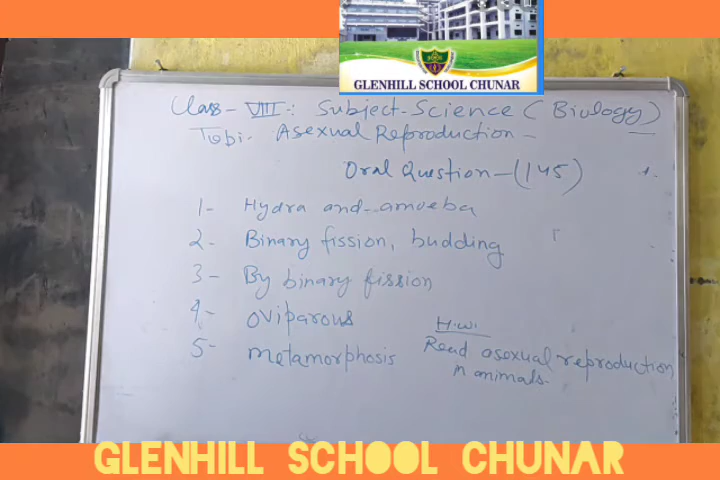 GLENHILL SCHOOL CHUNAR
Class - VIII : Subject - Science ( Biology )
Tobi - Asexual Reproduction -
Oral Question - (145)
1 - Hydra and - amoeba
2 - Binary fission, budding
3 - By binary fission
4 - Oviparous
5 - Metamorphosis
H.W.
Read asexual reproduction
in animals.
GLENHILL SCHOOL CHUNAR